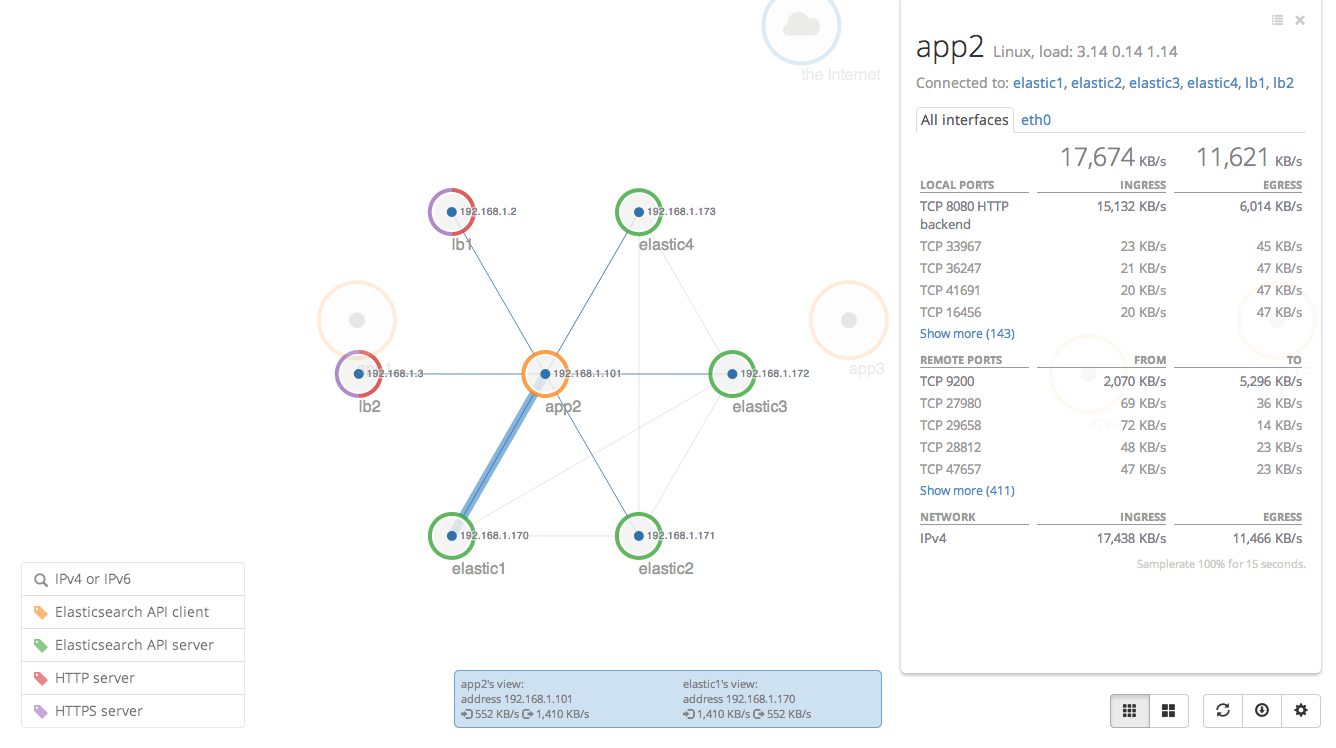 the Internet
192.168.1.2
lb1
192.168.1.173
elastic4
app3
192.168.1.3
lb2
192.168.1.101
app2
192.168.1.172
elastic3
192.168.1.170
elastic1
192.168.1.171
elastic2
IPv4 or IPv6
Elasticsearch API client
Elasticsearch API server
HTTP server
HTTPS server
app2's view:
address 192.168.1.101
552 KB/s 1,410 KB/s
elastic1's view:
address 192.168.1.170
1,410 KB/s 552 KB/s
app2 Linux, load: 3.14 0.14 1.14
Connected to: elastic1, elastic2, elastic3, elastic4, lb1, lb2
All interfaces eth0
17,674 KB/s 11,621 KB/s
LOCAL PORTS INGRESS EGRESS
TCP 8080 HTTP 15,132 KB/s 6,014 KB/s
backend
TCP 33967 23 KB/s 45 KB/s
TCP 36247 21 KB/s 47 KB/s
TCP 41691 20 KB/s 47 KB/s
TCP 16456 20 KB/s 47 KB/s
Show more (143)
REMOTE PORTS FROM TO
TCP 9200 2,070 KB/s 5,296 KB/s
TCP 27980 69 KB/s 36 KB/s
TCP 29658 72 KB/s 14 KB/s
TCP 28812 48 KB/s 23 KB/s
TCP 47657 47 KB/s 23 KB/s
Show more (411)
NETWORK INGRESS EGRESS
IPv4 17,438 KB/s 11,466 KB/s
Samplerate 100% for 15 seconds.